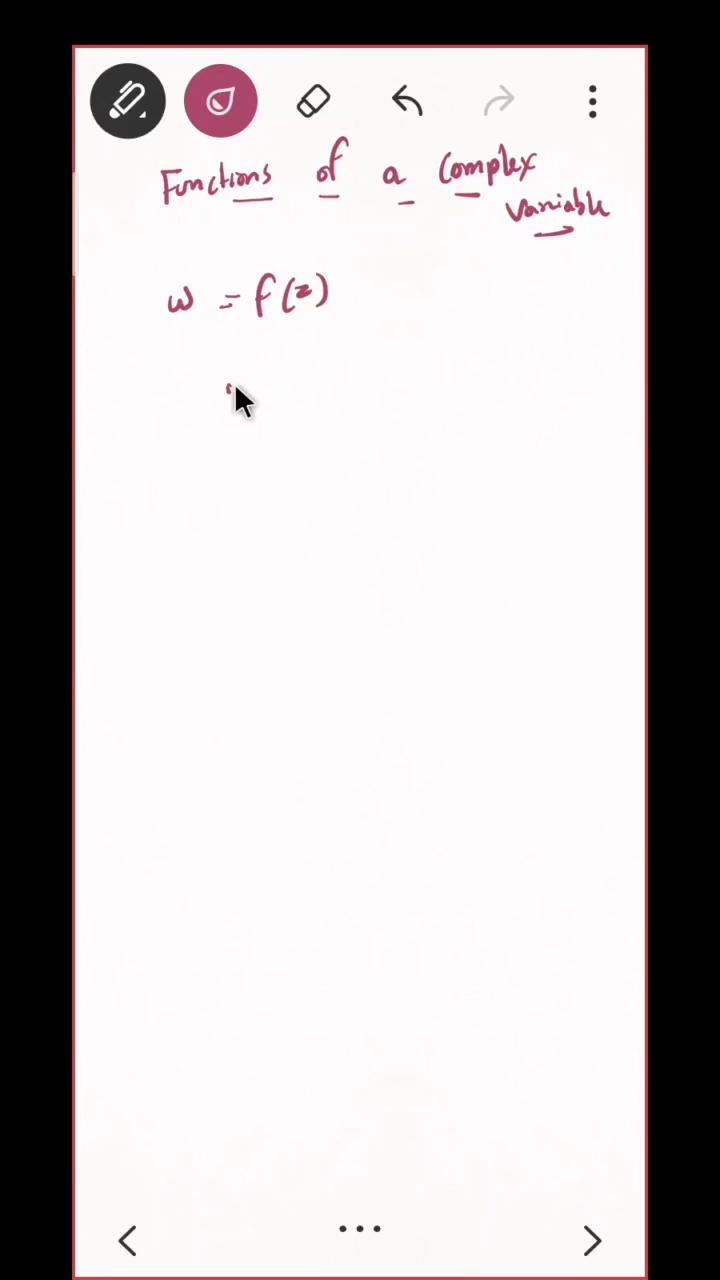 Functions of a Complex
variable
w = f(z)